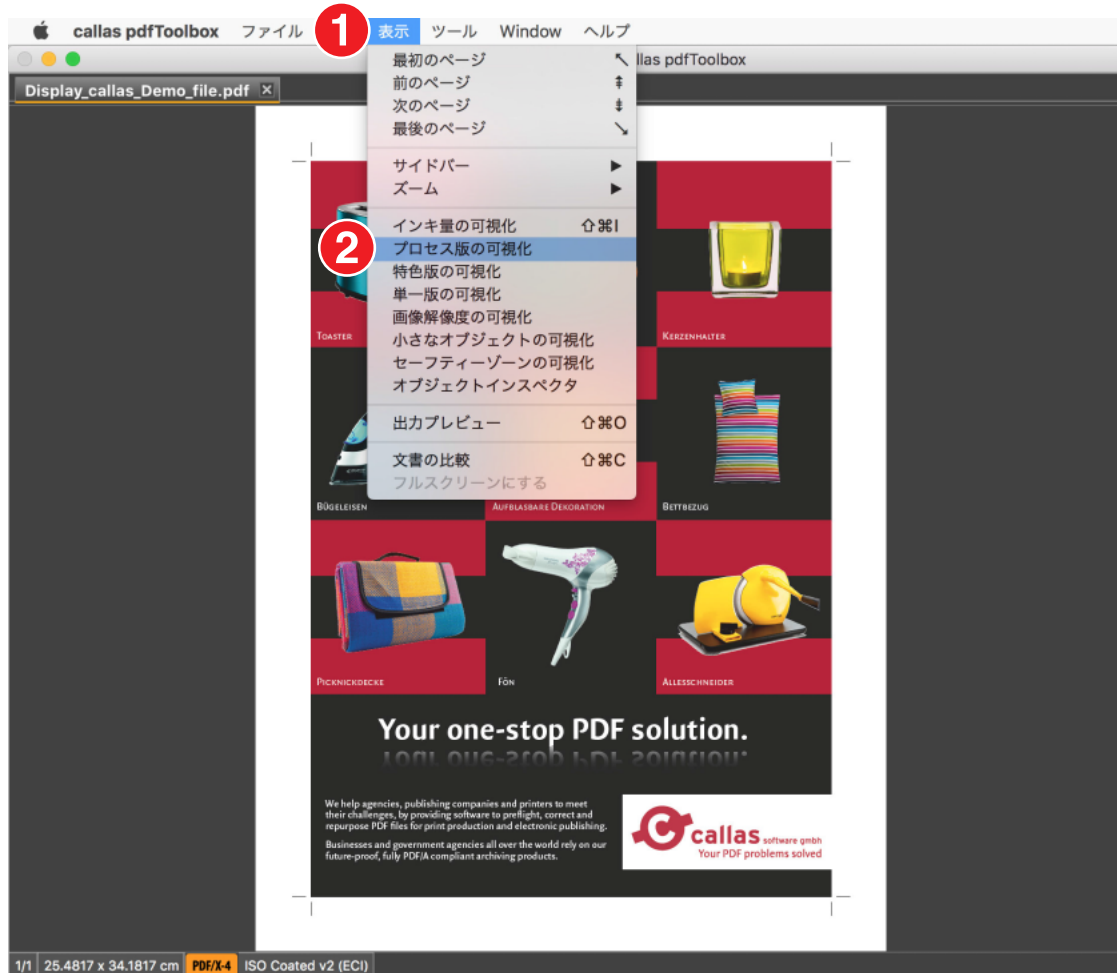 callas pdfToolbox ファイル 1 表示 ツール Window ヘルプ
llas pdfToolbox
Display_callas_Demo_file.pdf
最初のページ
前のページ
次のページ
最後のページ
サイドバー
ズーム
インキ量の可視化 ⇧⌘I
2 プロセス版の可視化
特色版の可視化
単一版の可視化
画像解像度の可視化
小さなオブジェクトの可視化
セーフティーゾーンの可視化
オブジェクトインスペクタ
出力プレビュー ⇧⌘O
文書の比較 ⇧⌘C
フルスクリーンにする
TOASTER
KERZENHALTER
BÜGELEISEN
AUFBLASBARE DEKORATION
BETTBEZUG
PICKNICKDECKE
FÖN
ALLESSCHNEIDER
Your one-stop PDF solution.
We help agencies, publishing companies and printers to meet
their challenges, by providing software to preflight, correct and
repurpose PDF files for print production and electronic publishing.
Businesses and government agencies all over the world rely on our
future-proof, fully PDF/A compliant archiving products.
callas software gmbh
Your PDF problems solved
1/1 25.4817 x 34.1817 cm PDF/X-4 ISO Coated v2 (ECI)